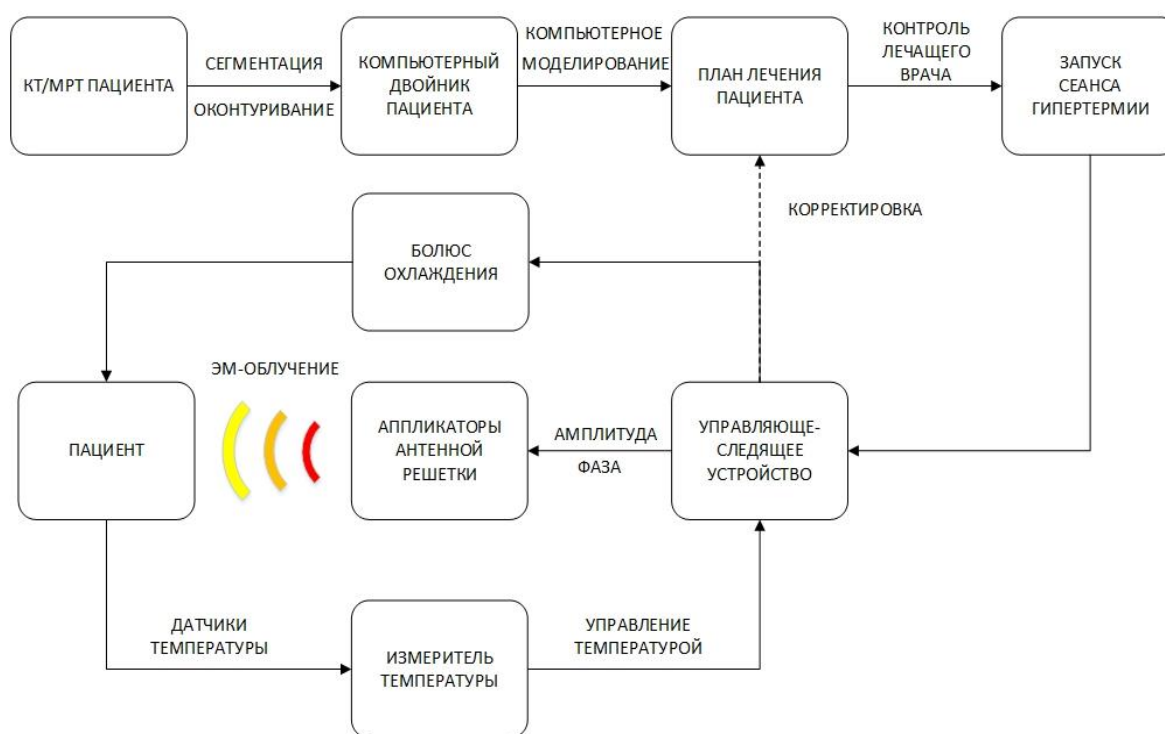 КТ/МРТ ПАЦИЕНТА
СЕГМЕНТАЦИЯ
ОКОНТУРИВАНИЕ
КОМПЬЮТЕРНЫЙ
ДВОЙНИК
ПАЦИЕНТА
КОМПЬЮТЕРНОЕ
МОДЕЛИРОВАНИЕ
ПЛАН ЛЕЧЕНИЯ
ПАЦИЕНТА
КОНТРОЛЬ
ЛЕЧАЩЕГО
ВРАЧА
ЗАПУСК
СЕАНСА
ГИПЕРТЕРМИИ
КОРРЕКТИРОВКА
БОЛЮС
ОХЛАЖДЕНИЯ
ЭМ-ОБЛУЧЕНИЕ
ПАЦИЕНТ
АППЛИКАТОРЫ
АНТЕННОЙ
РЕШЕТКИ
АМПЛИТУДА
ФАЗА
УПРАВЛЯЮЩЕ-
СЛЕДЯЩЕЕ
УСТРОЙСТВО
ДАТЧИКИ
ТЕМПЕРАТУРЫ
ИЗМЕРИТЕЛЬ
ТЕМПЕРАТУРЫ
УПРАВЛЕНИЕ
ТЕМПЕРАТУРОЙ